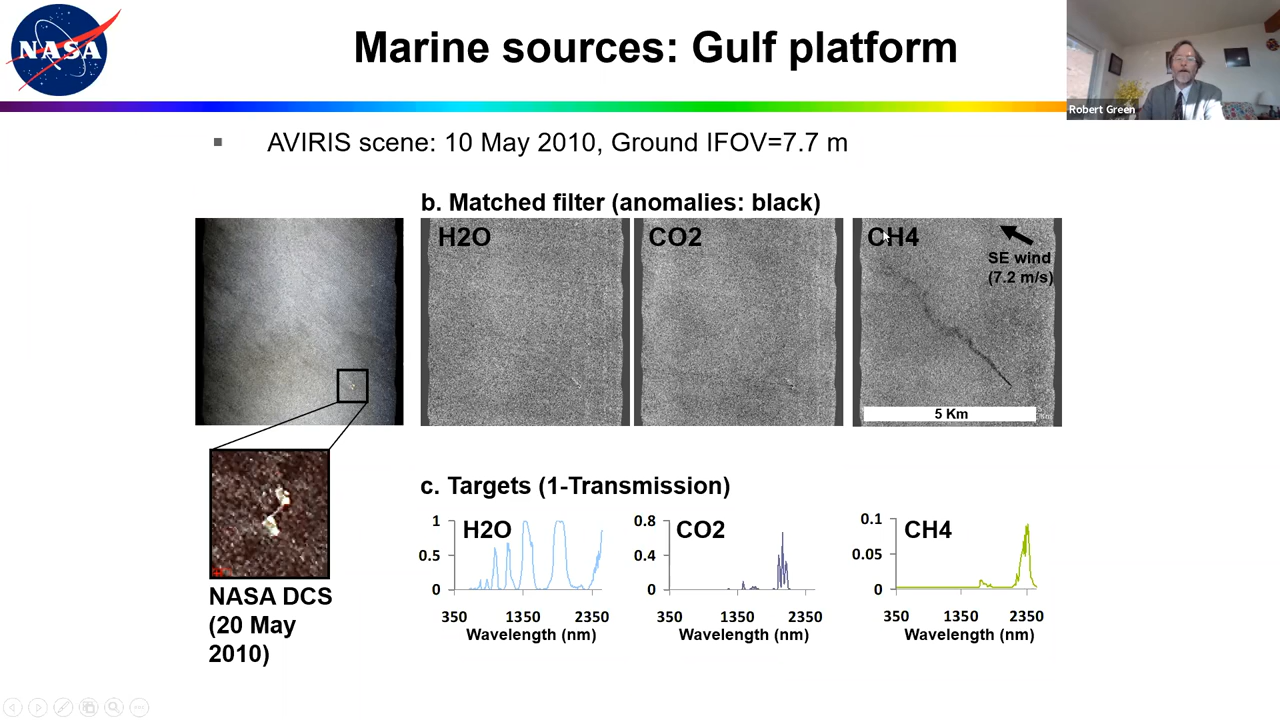 NASA
Marine sources: Gulf platform
Robert Green
▪ AVIRIS scene: 10 May 2010, Ground IFOV=7.7 m
b. Matched filter (anomalies: black)
H2O
CO2
CH4
SE wind
(7.2 m/s)
5 Km
NASA DCS
(20 May
2010)
c. Targets (1-Transmission)
H2O
1
0.5
0
350 1350 2350
Wavelength (nm)
CO2
0.8
0.4
0
350 1350 2350
Wavelength (nm)
CH4
0.1
0.05
0
350 1350 2350
Wavelength (nm)